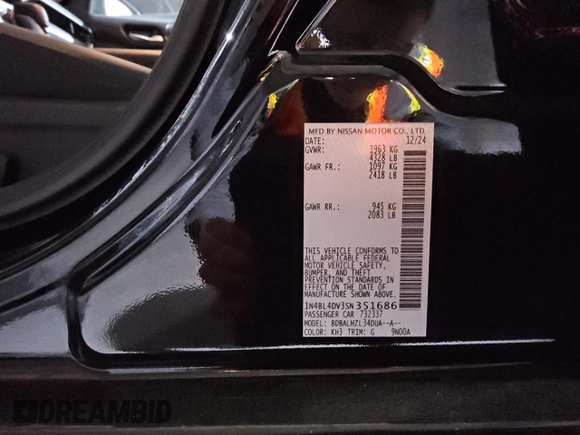 MFD BY NISSAN MOTOR CO., LTD.
DATE: 12/24
GVWR: 1963 KG
4328 LB
GAWR FR.: 1097 KG
2418 LB
GAWR RR.: 945 KG
2083 LB
THIS VEHICLE CONFORMS TO
ALL APPLICABLE FEDERAL
MOTOR VEHICLE SAFETY,
BUMPER, AND THEFT
PREVENTION STANDARDS IN
EFFECT ON THE DATE OF
MANUFACTURE SHOWN ABOVE.
1N4BL4DV3SN351686
PASSENGER CAR 732337
MODEL: BDBALHZL34DUA--A--
COLOR: KH3 TRIM: G 9N00A
DREAMBID